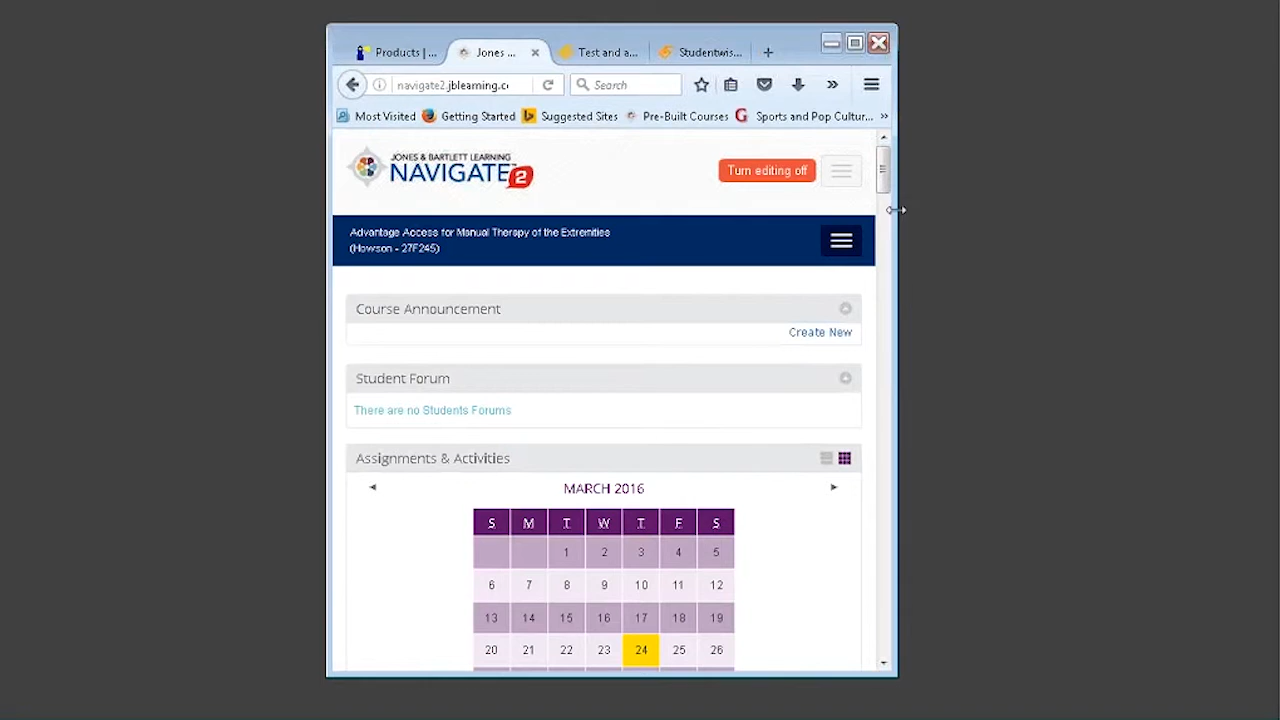 Products | ...
Jones ...
Test and a...
Studentwis...
navigate2.jblearning.c
Search
Most Visited
Getting Started
Suggested Sites
Pre-Built Courses
Sports and Pop Cultur...
JONES & BARTLETT LEARNING
NAVIGATE 2
Turn editing off
Advantage Access for Manual Therapy of the Extremities
(Howson - 27F245)
Course Announcement
Create New
Student Forum
There are no Students Forums
Assignments & Activities
MARCH 2016
S M T W T F S
1 2 3 4 5
6 7 8 9 10 11 12
13 14 15 16 17 18 19
20 21 22 23 24 25 26